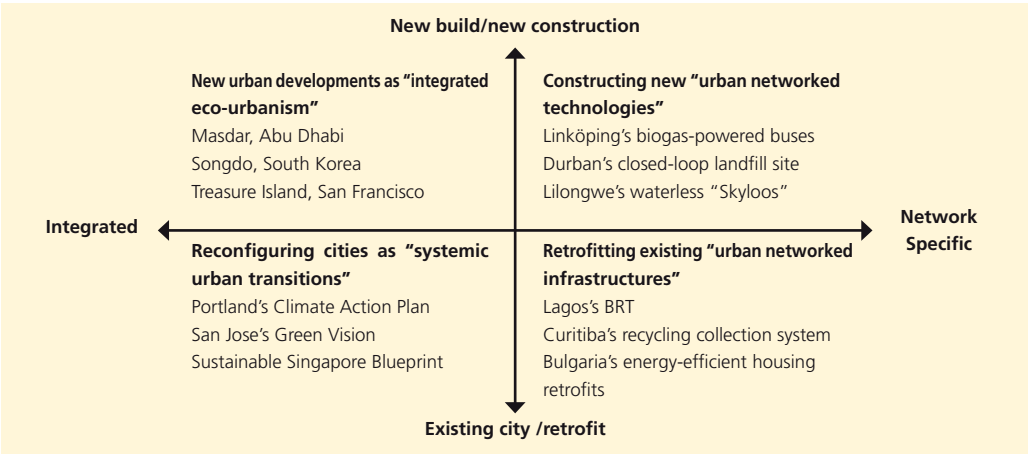 New build/new construction
New urban developments as “integrated
eco-urbanism”
Masdar, Abu Dhabi
Songdo, South Korea
Treasure Island, San Francisco
Constructing new “urban networked
technologies”
Linköping’s biogas-powered buses
Durban’s closed-loop landfill site
Lilongwe’s waterless “Skyloos”
Integrated
Network
Specific
Reconfiguring cities as “systemic
urban transitions”
Portland’s Climate Action Plan
San Jose’s Green Vision
Sustainable Singapore Blueprint
Retrofitting existing “urban networked
infrastructures”
Lagos’s BRT
Curitiba’s recycling collection system
Bulgaria’s energy-efficient housing
retrofits
Existing city /retrofit